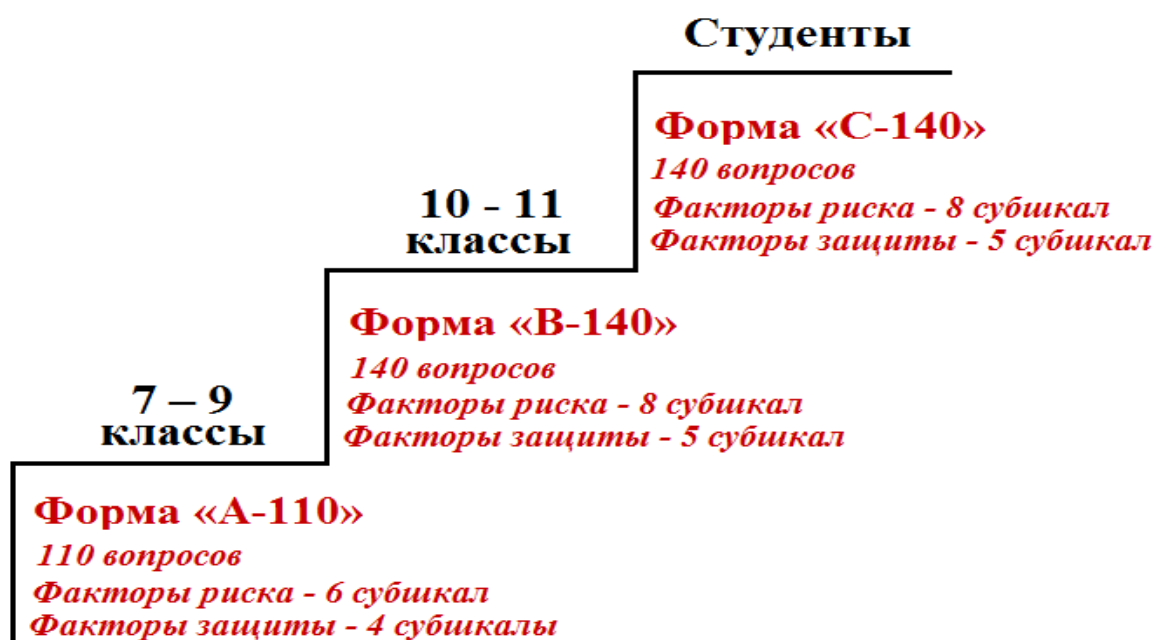 Студенты
Форма «С-140»
140 вопросов
Факторы риска - 8 субшкал
Факторы защиты - 5 субшкал
10 - 11
классы
Форма «В-140»
140 вопросов
Факторы риска - 8 субшкал
Факторы защиты - 5 субшкал
7 – 9
классы
Форма «А-110»
110 вопросов
Факторы риска - 6 субшкал
Факторы защиты - 4 субшкалы